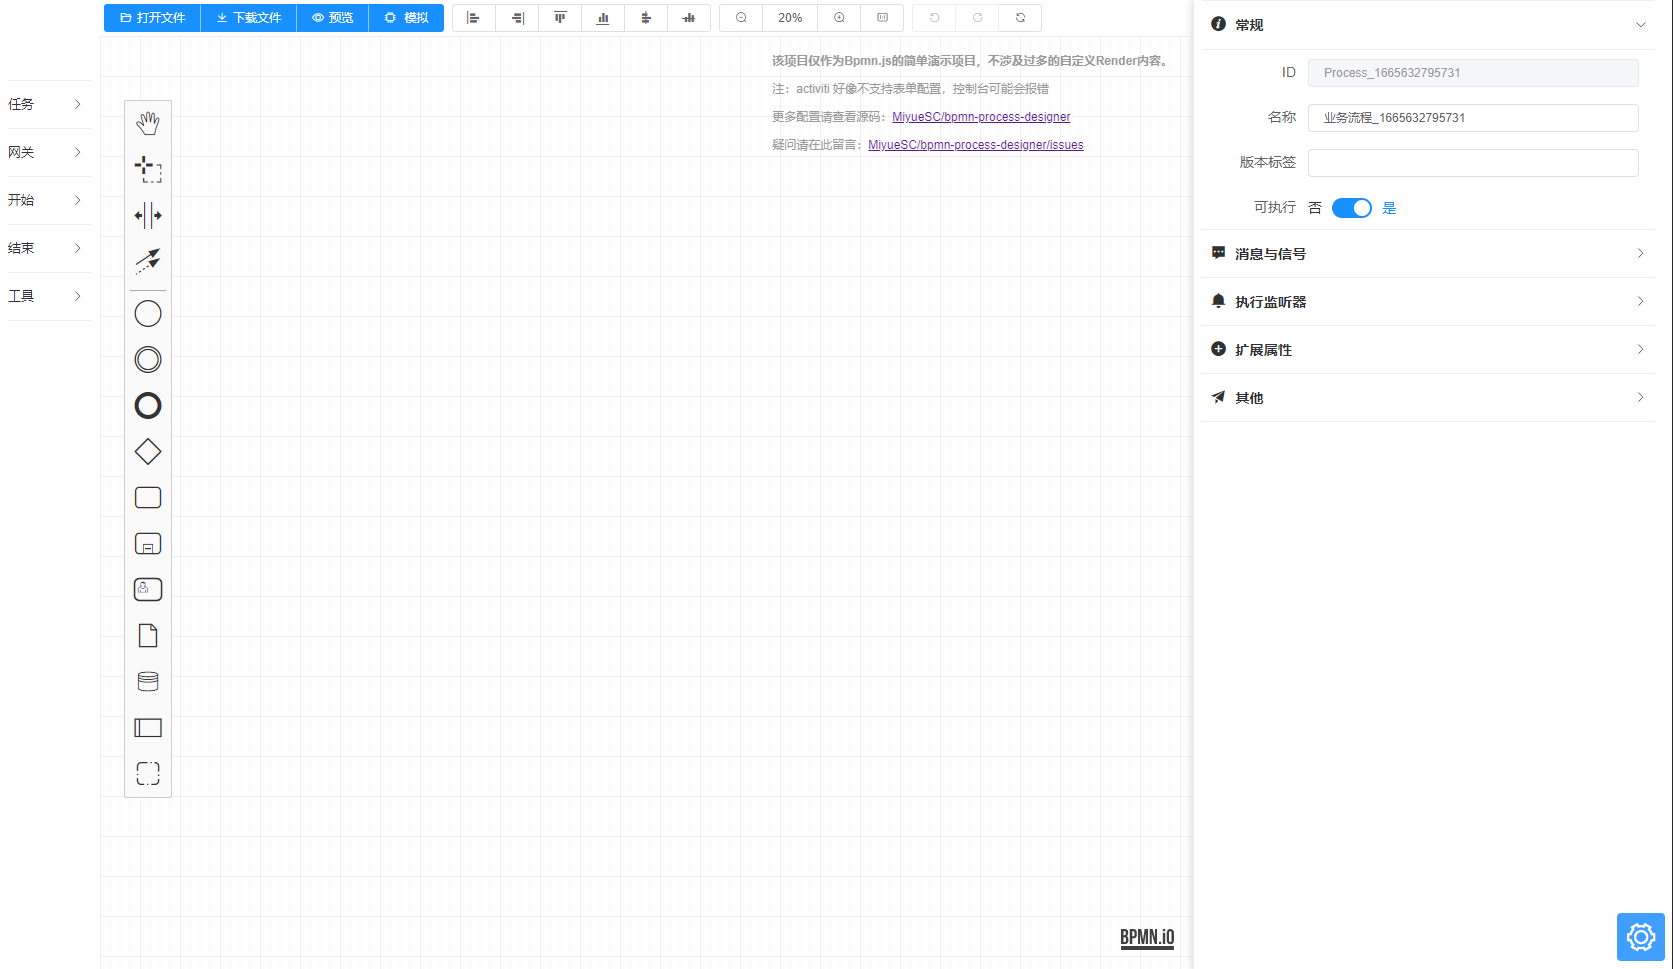 打开文件 下载文件 预览 模拟 20%
任务
网关
开始
结束
工具
该项目仅作为Bpmn.js的简单演示项目，不涉及过多的自定义Render内容。
注：activiti 好像不支持表单配置，控制台可能会报错
更多配置请查看源码：MiyueSC/bpmn-process-designer
疑问请在此留言：MiyueSC/bpmn-process-designer/issues
BPMN.iO
常规
ID Process_1665632795731
名称 业务流程_1665632795731
版本标签
可执行 否 是
消息与信号
执行监听器
扩展属性
其他